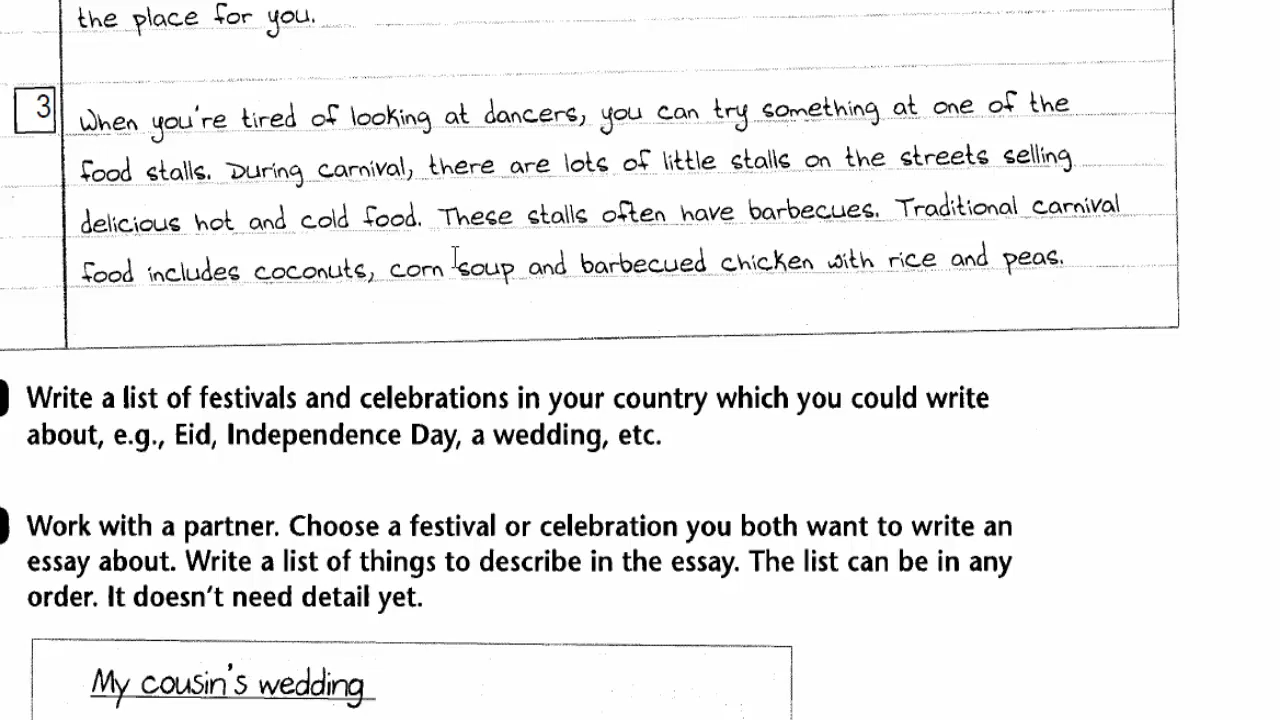 the place for you.
3
When you're tired of looking at dancers, you can try something at one of the
food stalls. During carnival, there are lots of little stalls on the streets selling
delicious hot and cold food. These stalls often have barbecues. Traditional carnival
food includes coconuts, corn soup and barbecued chicken with rice and peas.
Write a list of festivals and celebrations in your country which you could write
about, e.g., Eid, Independence Day, a wedding, etc.
Work with a partner. Choose a festival or celebration you both want to write an
essay about. Write a list of things to describe in the essay. The list can be in any
order. It doesn't need detail yet.
My cousin's wedding